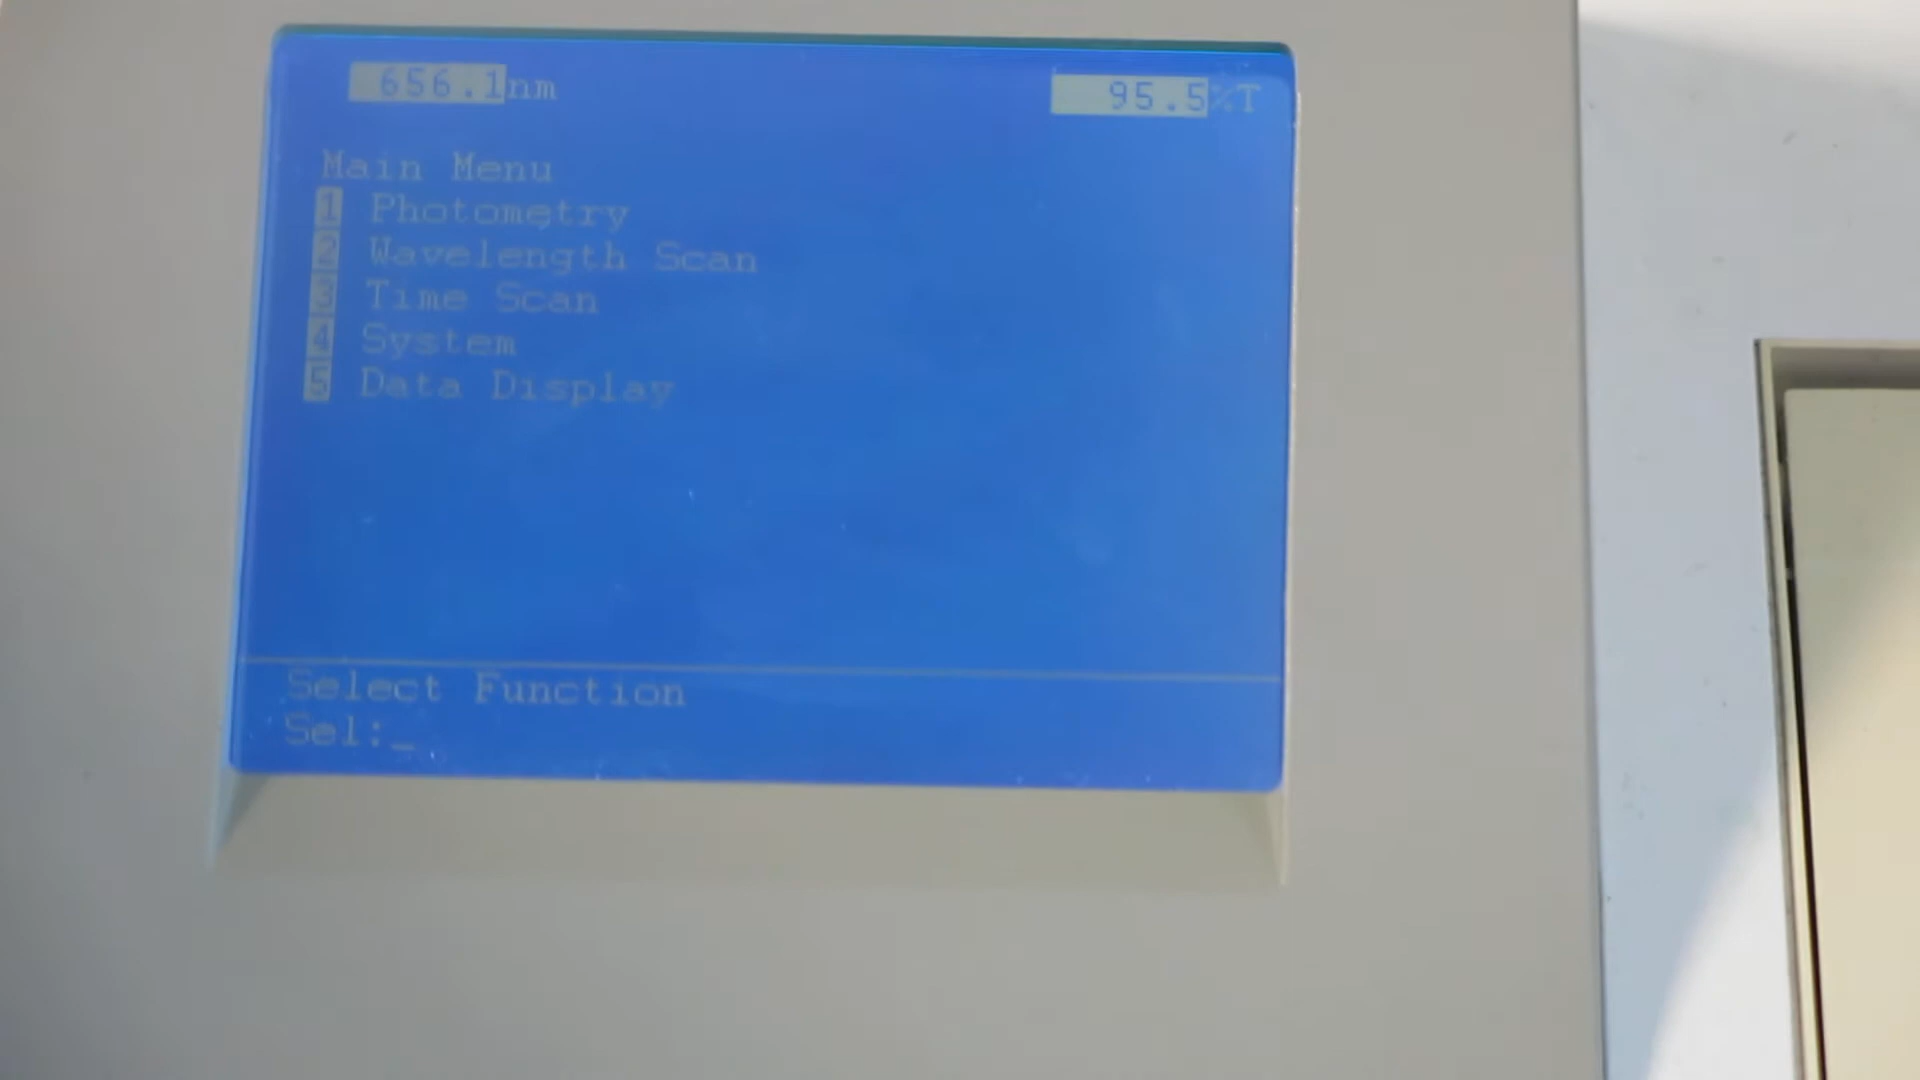 656.1nm 95.5%T
Main Menu
1 Photometry
2 Wavelength Scan
3 Time Scan
4 System
5 Data Display
Select Function
Sel:_